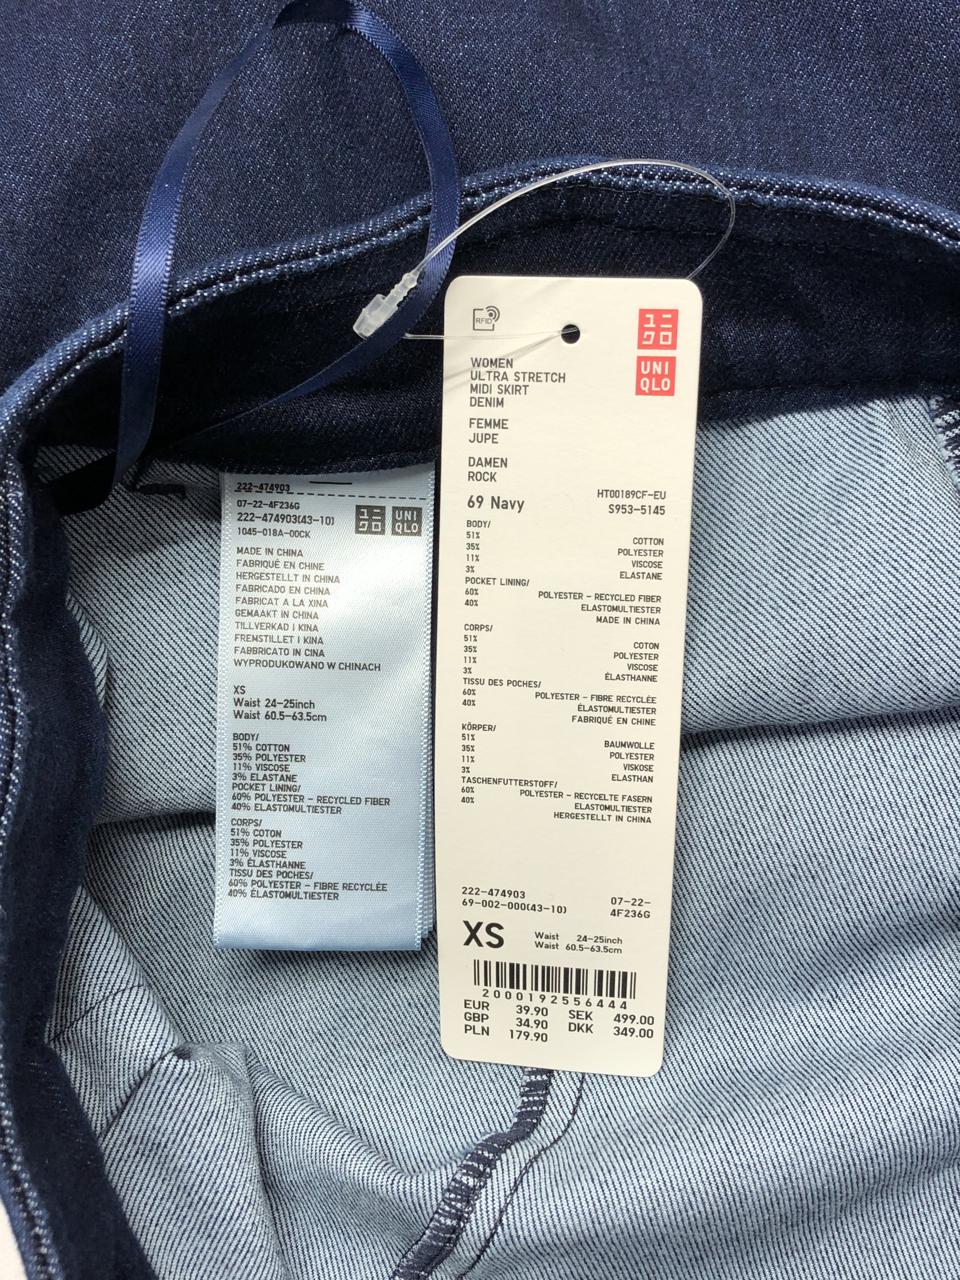 222-474903
07-22-4F236G
222-474903(43-10)
1045-018A-00CK
ユニ
クロ
UNI
QLO
MADE IN CHINA
FABRIQUÉ EN CHINE
HERGESTELLT IN CHINA
FABRICADO EN CHINA
FABRICAT A LA XINA
GEMAAKT IN CHINA
TILLVERKAD I KINA
FREMSTILLET I KINA
FABBRICATO IN CINA
WYPRODUKOWANO W CHINACH
XS
Waist 24-25inch
Waist 60.5-63.5cm
BODY/
51% COTTON
35% POLYESTER
11% VISCOSE
3% ELASTANE
POCKET LINING/
60% POLYESTER - RECYCLED FIBER
40% ELASTOMULTIESTER
CORPS/
51% COTON
35% POLYESTER
11% VISCOSE
3% ÉLASTHANNE
TISSU DES POCHES/
60% POLYESTER - FIBRE RECYCLÉE
40% ÉLASTOMULTIESTER
RFID
ユニ
クロ
UNI
QLO
WOMEN
ULTRA STRETCH
MIDI SKIRT
DENIM
FEMME
JUPE
DAMEN
ROCK
69 Navy
HT00189CF-EU
S953-5145
BODY/
51% COTTON
35% POLYESTER
11% VISCOSE
3% ELASTANE
POCKET LINING/
60% POLYESTER - RECYCLED FIBER
40% ELASTOMULTIESTER
MADE IN CHINA
CORPS/
51% COTON
35% POLYESTER
11% VISCOSE
3% ÉLASTHANNE
TISSU DES POCHES/
60% POLYESTER - FIBRE RECYCLÉE
40% ÉLASTOMULTIESTER
FABRIQUÉ EN CHINE
KÖRPER/
51% BAUMWOLLE
35% POLYESTER
11% VISKOSE
3% ELASTHAN
TASCHENFUTTERSTOFF/
60% POLYESTER - RECYCELTE FASERN
40% ELASTOMULTIESTER
HERGESTELLT IN CHINA
222-474903
69-002-000(43-10)
07-22-
4F236G
XS
Waist 24-25inch
Waist 60.5-63.5cm
2000192556444
EUR 39.90 SEK 499.00
GBP 34.90 DKK 349.00
PLN 179.90